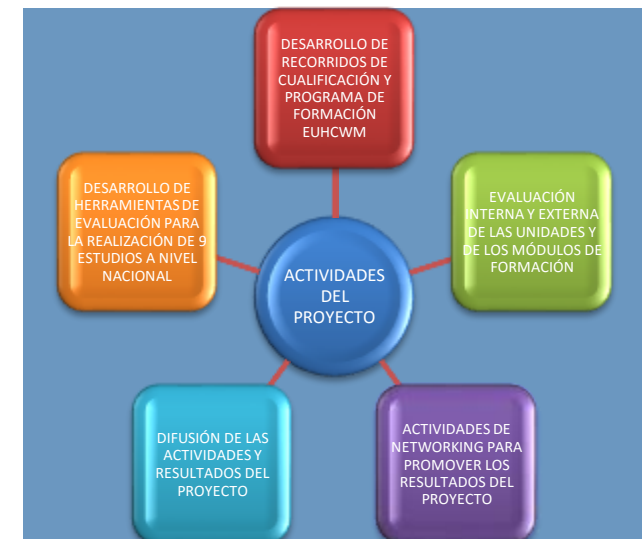 DESARROLLO DE
RECORRIDOS DE
CUALIFICACIÓN Y
PROGRAMA DE
FORMACIÓN
EUHCWM
DESARROLLO DE
HERRAMIENTAS DE
EVALUACIÓN PARA
LA REALIZACIÓN DE 9
ESTUDIOS A NIVEL
NACIONAL
EVALUACIÓN
INTERNA Y EXTERNA
DE LAS UNIDADES Y
DE LOS MÓDULOS DE
FORMACIÓN
ACTIVIDADES
DEL
PROYECTO
DIFUSIÓN DE LAS
ACTIVIDADES Y
RESULTADOS DEL
PROYECTO
ACTIVIDADES DE
NETWORKING PARA
PROMOVER LOS
RESULTADOS DEL
PROYECTO